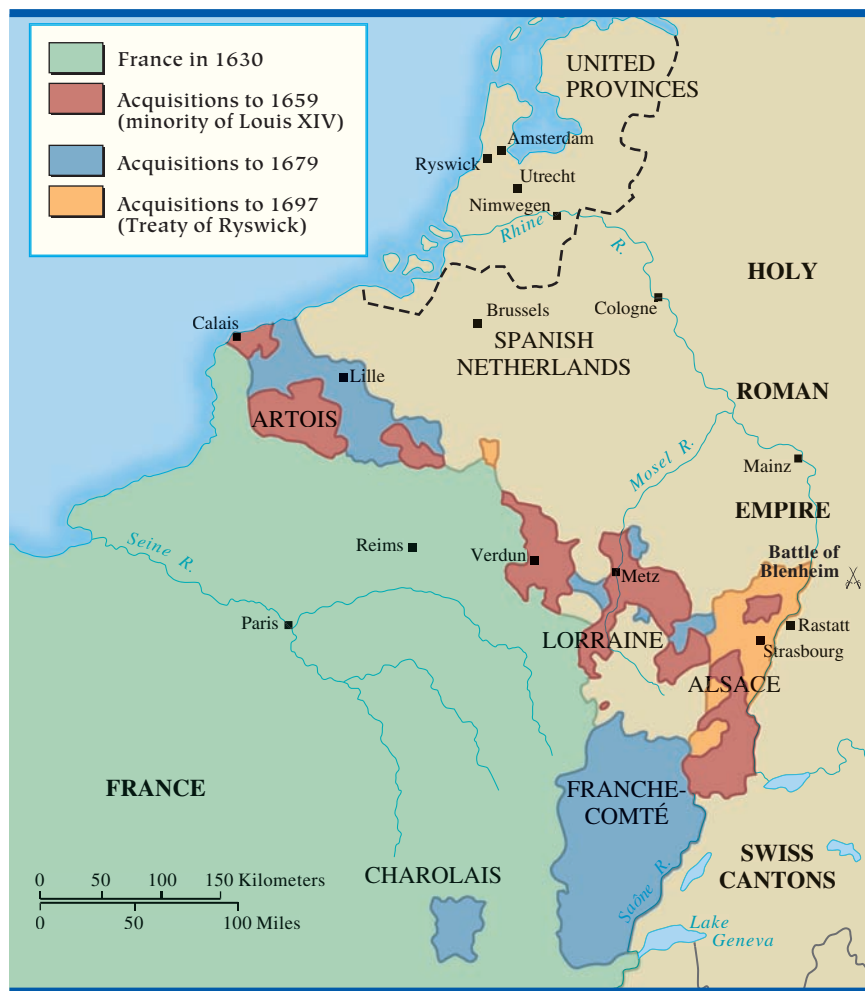 France in 1630
Acquisitions to 1659
(minority of Louis XIV)
Acquisitions to 1679
Acquisitions to 1697
(Treaty of Ryswick)
UNITED
PROVINCES
Amsterdam
Ryswick
Utrecht
Nimwegen
Rhine
R.
HOLY
Cologne
Brussels
SPANISH
NETHERLANDS
Calais
Lille
ROMAN
ARTOIS
Mosel R.
Mainz
EMPIRE
Seine R.
Reims
Verdun
Metz
Battle of
Blenheim
Paris
LORRAINE
Rastatt
Strasbourg
ALSACE
FRANCE
FRANCHE-
COMTÉ
SWISS
CANTONS
CHAROLAIS
Saône R.
Lake
Geneva
0 50 100 150 Kilometers
0 50 100 Miles